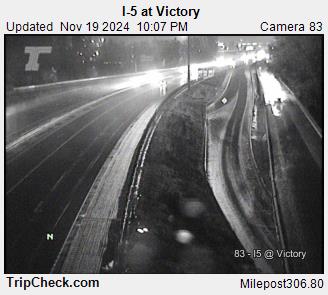 I-5 at Victory
Updated Nov 19 2024 10:07 PM Camera 83
T
N
83 - I5 @ Victory
TripCheck.com Milepost306.80